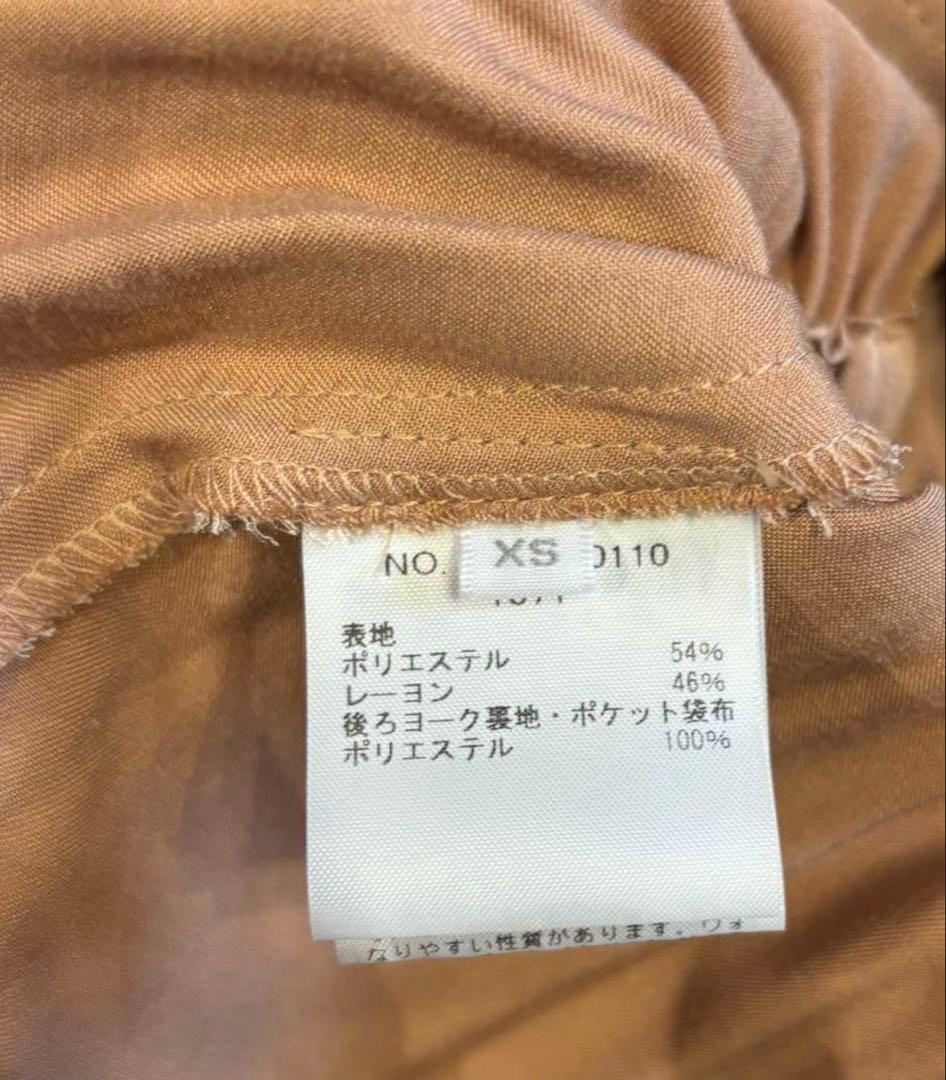 NO. XS 0110
表地
ポリエステル 54%
レーヨン 46%
後ろヨーク裏地・ポケット袋布
ポリエステル 100%
なりやすい性質があります。ウォ